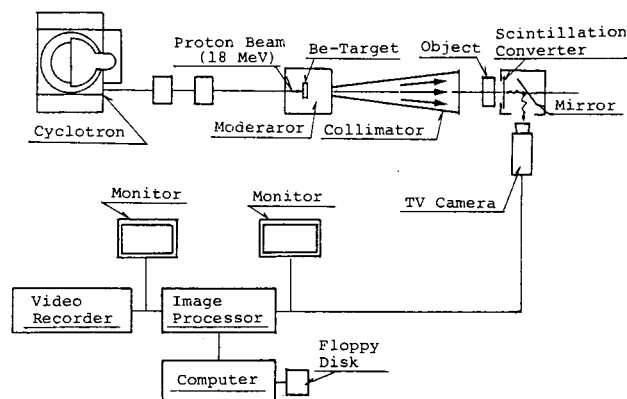 Proton Beam
(18 MeV)
Be-Target
Object
Scintillation
Converter
Cyclotron
Moderaror
Collimator
Mirror
TV Camera
Monitor
Monitor
Video
Recorder
Image
Processor
Floppy
Disk
Computer